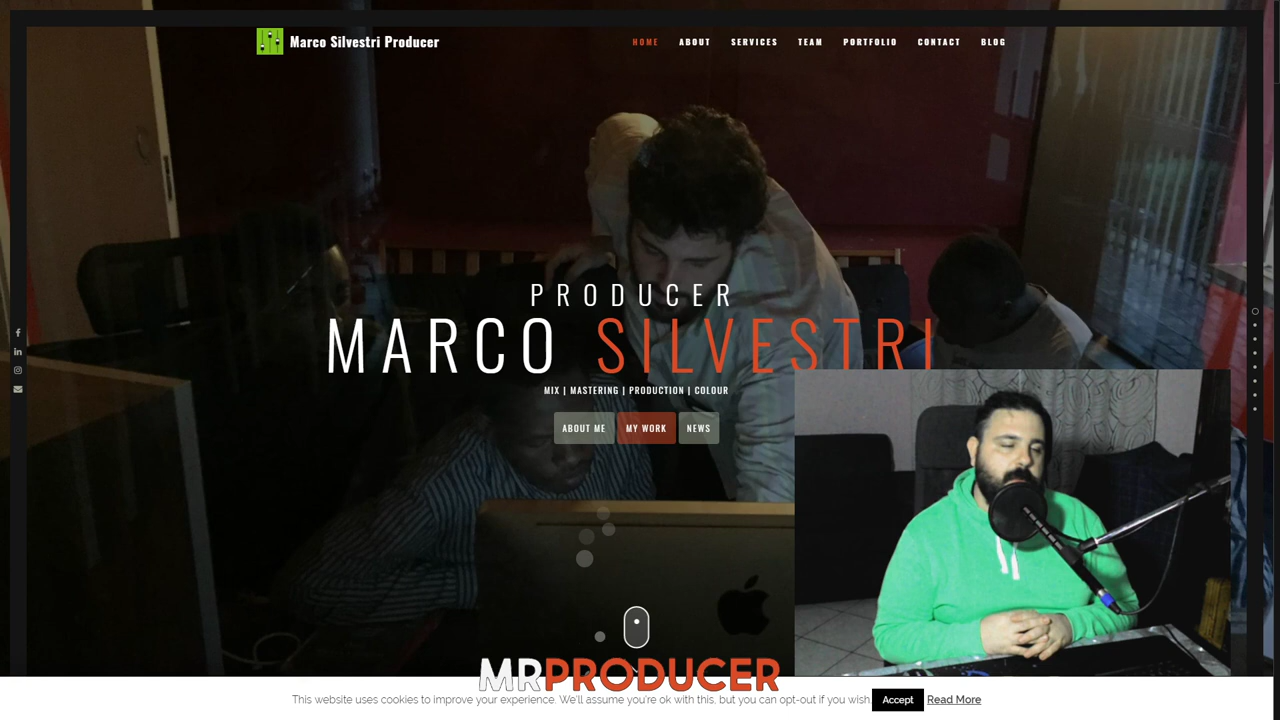 Marco Silvestri Producer
HOME ABOUT SERVICES TEAM PORTFOLIO CONTACT BLOG
PRODUCER
MARCO SILVESTRI
MIX | MASTERING | PRODUCTION | COLOUR
ABOUT ME MY WORK NEWS
MRPRODUCER
This website uses cookies to improve your experience. We'll assume you're ok with this, but you can opt-out if you wish. Accept Read More